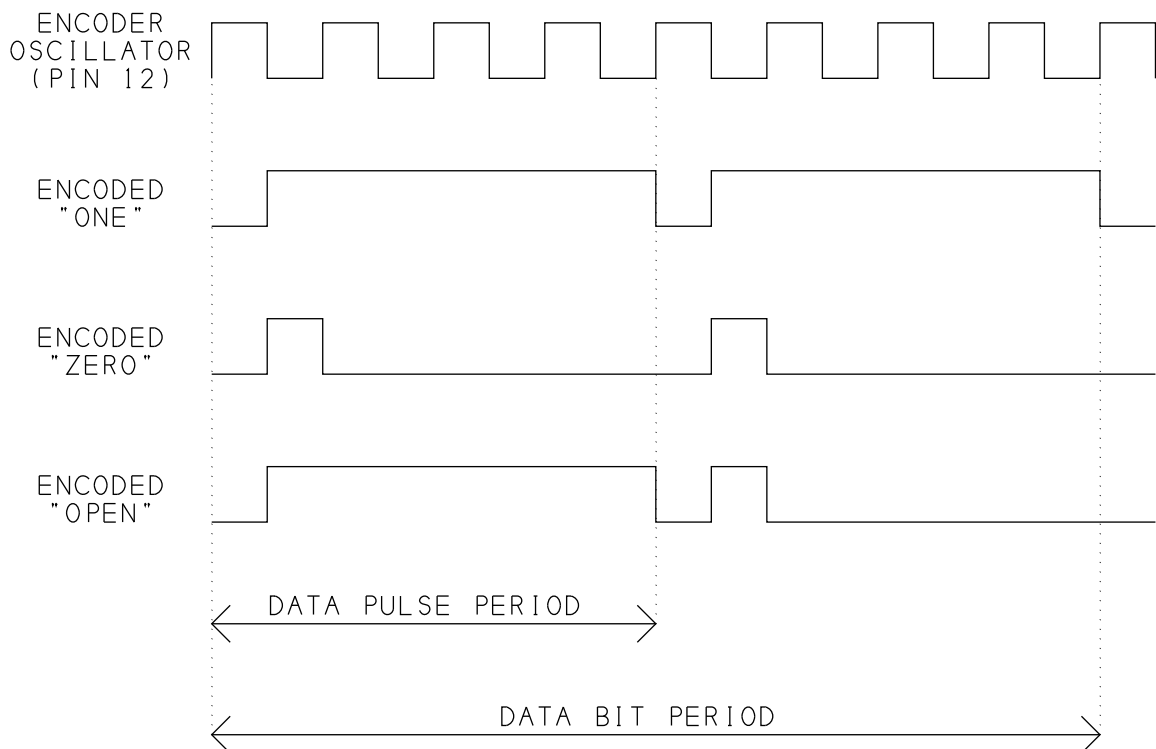 ENCODER
OSCILLATOR
(PIN 12)
ENCODED
"ONE"
ENCODED
"ZERO"
ENCODED
"OPEN"
DATA PULSE PERIOD
DATA BIT PERIOD